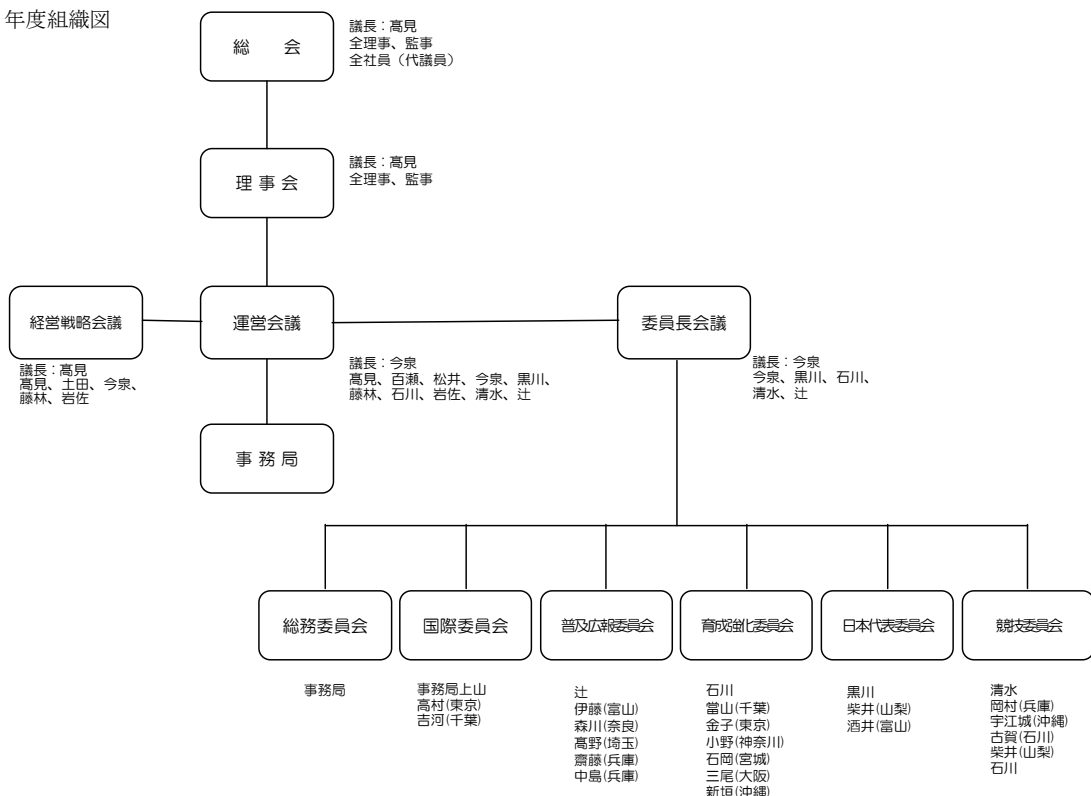 年度組織図
総　会
議長：髙見
全理事、監事
全社員（代議員）
理 事 会
議長：髙見
全理事、監事
経営戦略会議
運営会議
委員長会議
議長：髙見
髙見、土田、今泉、
藤林、岩佐
議長：今泉
髙見、百瀬、松井、今泉、黒川、
藤林、石川、岩佐、清水、辻
議長：今泉
今泉、黒川、石川、
清水、辻
事 務 局
総務委員会
国際委員会
普及広報委員会
育成強化委員会
日本代表委員会
競技委員会
事務局
事務局上山
高村(東京)
吉河(千葉)
辻
伊藤(富山)
森川(奈良)
髙野(埼玉)
齋藤(兵庫)
中島(兵庫)
石川
當山(千葉)
金子(東京)
小野(神奈川)
石岡(宮城)
三尾(大阪)
新垣(沖縄)
黒川
柴井(山梨)
酒井(富山)
清水
岡村(兵庫)
宇江城(沖縄)
古賀(石川)
柴井(山梨)
石川